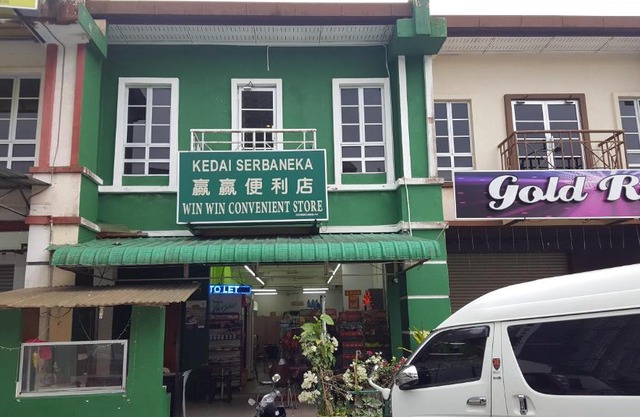 KEDAI SERBANEKA
赢赢便利店
WIN WIN CONVENIENT STORE
TO LET
Gold R